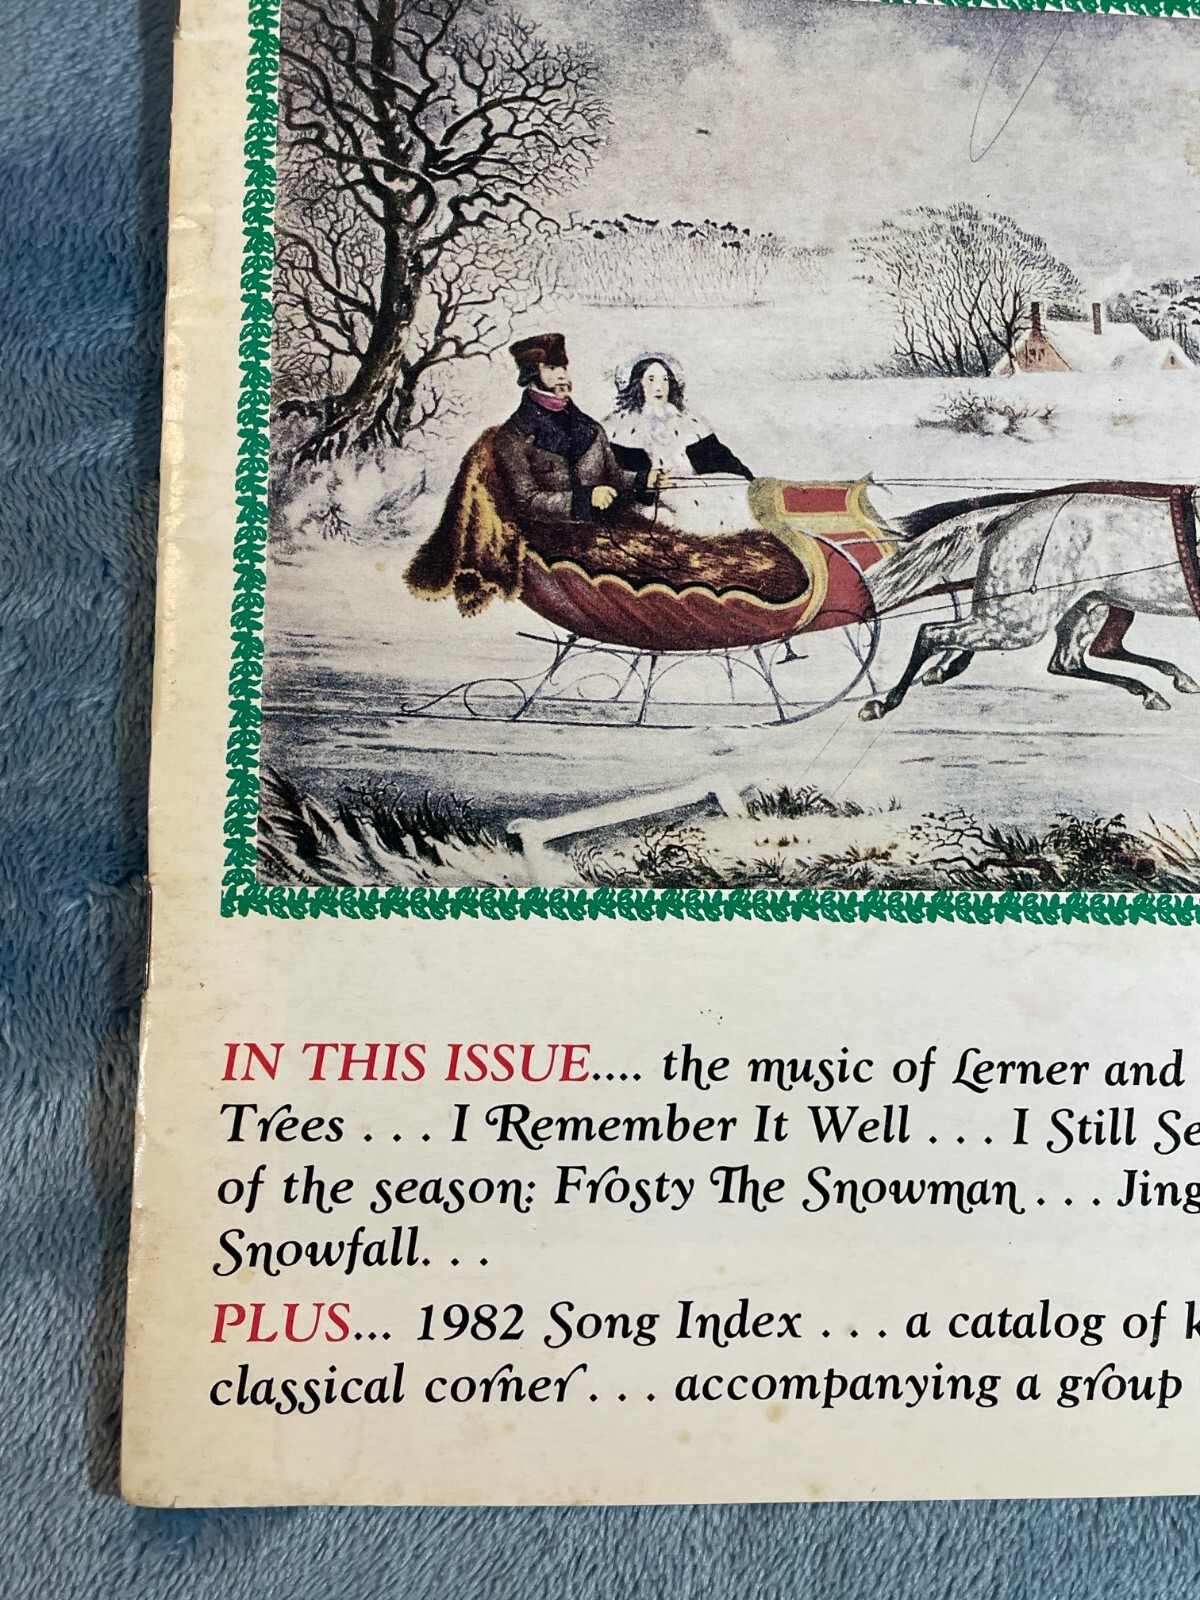 IN THIS ISSUE.... the music of Lerner and
Trees . . . I Remember It Well . . . I Still
of the season: Frosty The Snowman . . .
Snowfall. . .
PLUS... 1982 Song Index . . . a catalog of
classical corner . . . accompanying a group